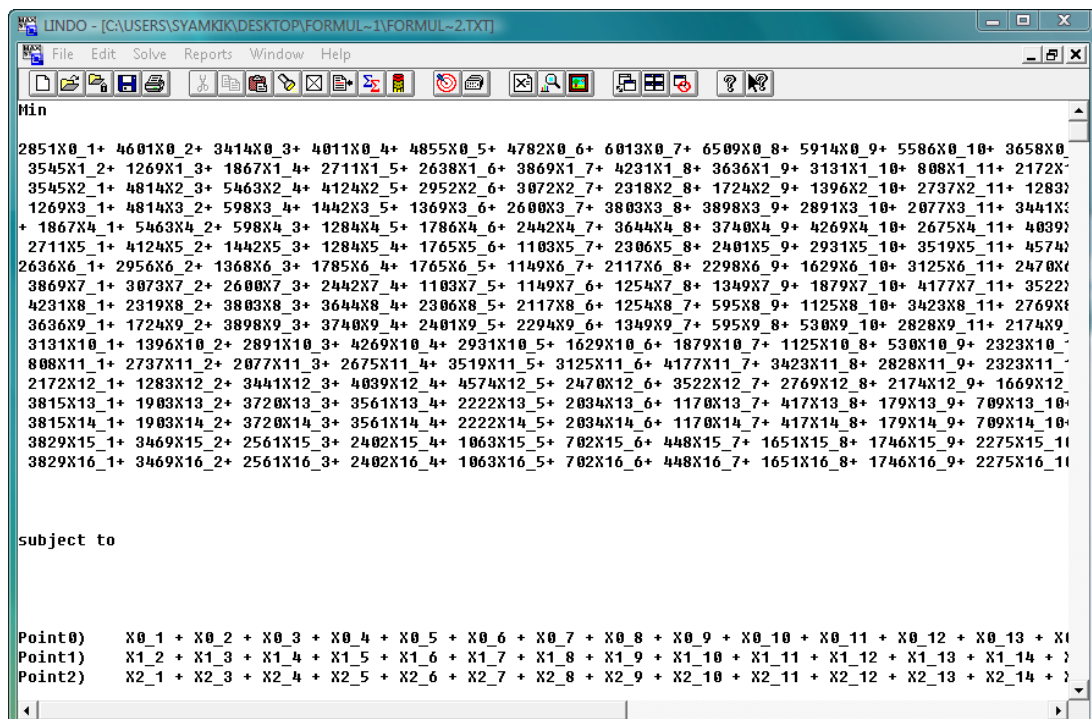 LINDO - [C:\USERS\SYAMKIK\DESKTOP\FORMUL~1\FORMUL~2.TXT]
File Edit Solve Reports Window Help
Min
2851X0_1+ 4601X0_2+ 3414X0_3+ 4011X0_4+ 4855X0_5+ 4782X0_6+ 6013X0_7+ 6509X0_8+ 5914X0_9+ 5586X0_10+ 3658X0_
3545X1_2+ 1269X1_3+ 1867X1_4+ 2711X1_5+ 2638X1_6+ 3869X1_7+ 4231X1_8+ 3636X1_9+ 3131X1_10+ 808X1_11+ 2172X1
3545X2_1+ 4814X2_3+ 5463X2_4+ 4124X2_5+ 2952X2_6+ 3072X2_7+ 2318X2_8+ 1724X2_9+ 1396X2_10+ 2737X2_11+ 1283X
1269X3_1+ 4814X3_2+ 598X3_4+ 1442X3_5+ 1369X3_6+ 2600X3_7+ 3803X3_8+ 3898X3_9+ 2891X3_10+ 2077X3_11+ 3441X3
+ 1867X4_1+ 5463X4_2+ 598X4_3+ 1284X4_5+ 1786X4_6+ 2442X4_7+ 3644X4_8+ 3740X4_9+ 4269X4_10+ 2675X4_11+ 4039X
2711X5_1+ 4124X5_2+ 1442X5_3+ 1284X5_4+ 1765X5_6+ 1103X5_7+ 2306X5_8+ 2401X5_9+ 2931X5_10+ 3519X5_11+ 4574X
2636X6_1+ 2956X6_2+ 1368X6_3+ 1785X6_4+ 1765X6_5+ 1149X6_7+ 2117X6_8+ 2298X6_9+ 1629X6_10+ 3125X6_11+ 2470X6
3869X7_1+ 3073X7_2+ 2600X7_3+ 2442X7_4+ 1103X7_5+ 1149X7_6+ 1254X7_8+ 1349X7_9+ 1879X7_10+ 4177X7_11+ 3522X
4231X8_1+ 2319X8_2+ 3803X8_3+ 3644X8_4+ 2306X8_5+ 2117X8_6+ 1254X8_7+ 595X8_9+ 1125X8_10+ 3423X8_11+ 2769X8
3636X9_1+ 1724X9_2+ 3898X9_3+ 3740X9_4+ 2401X9_5+ 2294X9_6+ 1349X9_7+ 595X9_8+ 530X9_10+ 2828X9_11+ 2174X9_
3131X10_1+ 1396X10_2+ 2891X10_3+ 4269X10_4+ 2931X10_5+ 1629X10_6+ 1879X10_7+ 1125X10_8+ 530X10_9+ 2323X10_1
808X11_1+ 2737X11_2+ 2077X11_3+ 2675X11_4+ 3519X11_5+ 3125X11_6+ 4177X11_7+ 3423X11_8+ 2828X11_9+ 2323X11_1
2172X12_1+ 1283X12_2+ 3441X12_3+ 4039X12_4+ 4574X12_5+ 2470X12_6+ 3522X12_7+ 2769X12_8+ 2174X12_9+ 1669X12_
3815X13_1+ 1903X13_2+ 3720X13_3+ 3561X13_4+ 2222X13_5+ 2034X13_6+ 1170X13_7+ 417X13_8+ 179X13_9+ 709X13_10+
3815X14_1+ 1903X14_2+ 3720X14_3+ 3561X14_4+ 2222X14_5+ 2034X14_6+ 1170X14_7+ 417X14_8+ 179X14_9+ 709X14_10+
3829X15_1+ 3469X15_2+ 2561X15_3+ 2402X15_4+ 1063X15_5+ 702X15_6+ 448X15_7+ 1651X15_8+ 1746X15_9+ 2275X15_10
3829X16_1+ 3469X16_2+ 2561X16_3+ 2402X16_4+ 1063X16_5+ 702X16_6+ 448X16_7+ 1651X16_8+ 1746X16_9+ 2275X16_10
subject to
Point0) X0_1 + X0_2 + X0_3 + X0_4 + X0_5 + X0_6 + X0_7 + X0_8 + X0_9 + X0_10 + X0_11 + X0_12 + X0_13 + X0
Point1) X1_2 + X1_3 + X1_4 + X1_5 + X1_6 + X1_7 + X1_8 + X1_9 + X1_10 + X1_11 + X1_12 + X1_13 + X1_14 + X
Point2) X2_1 + X2_3 + X2_4 + X2_5 + X2_6 + X2_7 + X2_8 + X2_9 + X2_10 + X2_11 + X2_12 + X2_13 + X2_14 + X